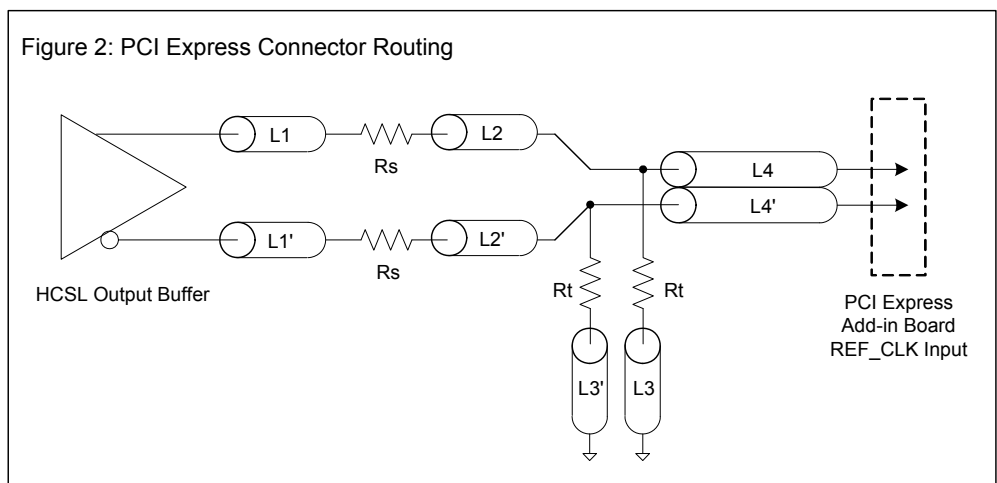 Figure 2: PCI Express Connector Routing
L1
Rs
L2
L4
L4'
L1'
Rs
L2'
HCSL Output Buffer
Rt
Rt
L3'
L3
PCI Express
Add-in Board
REF_CLK Input